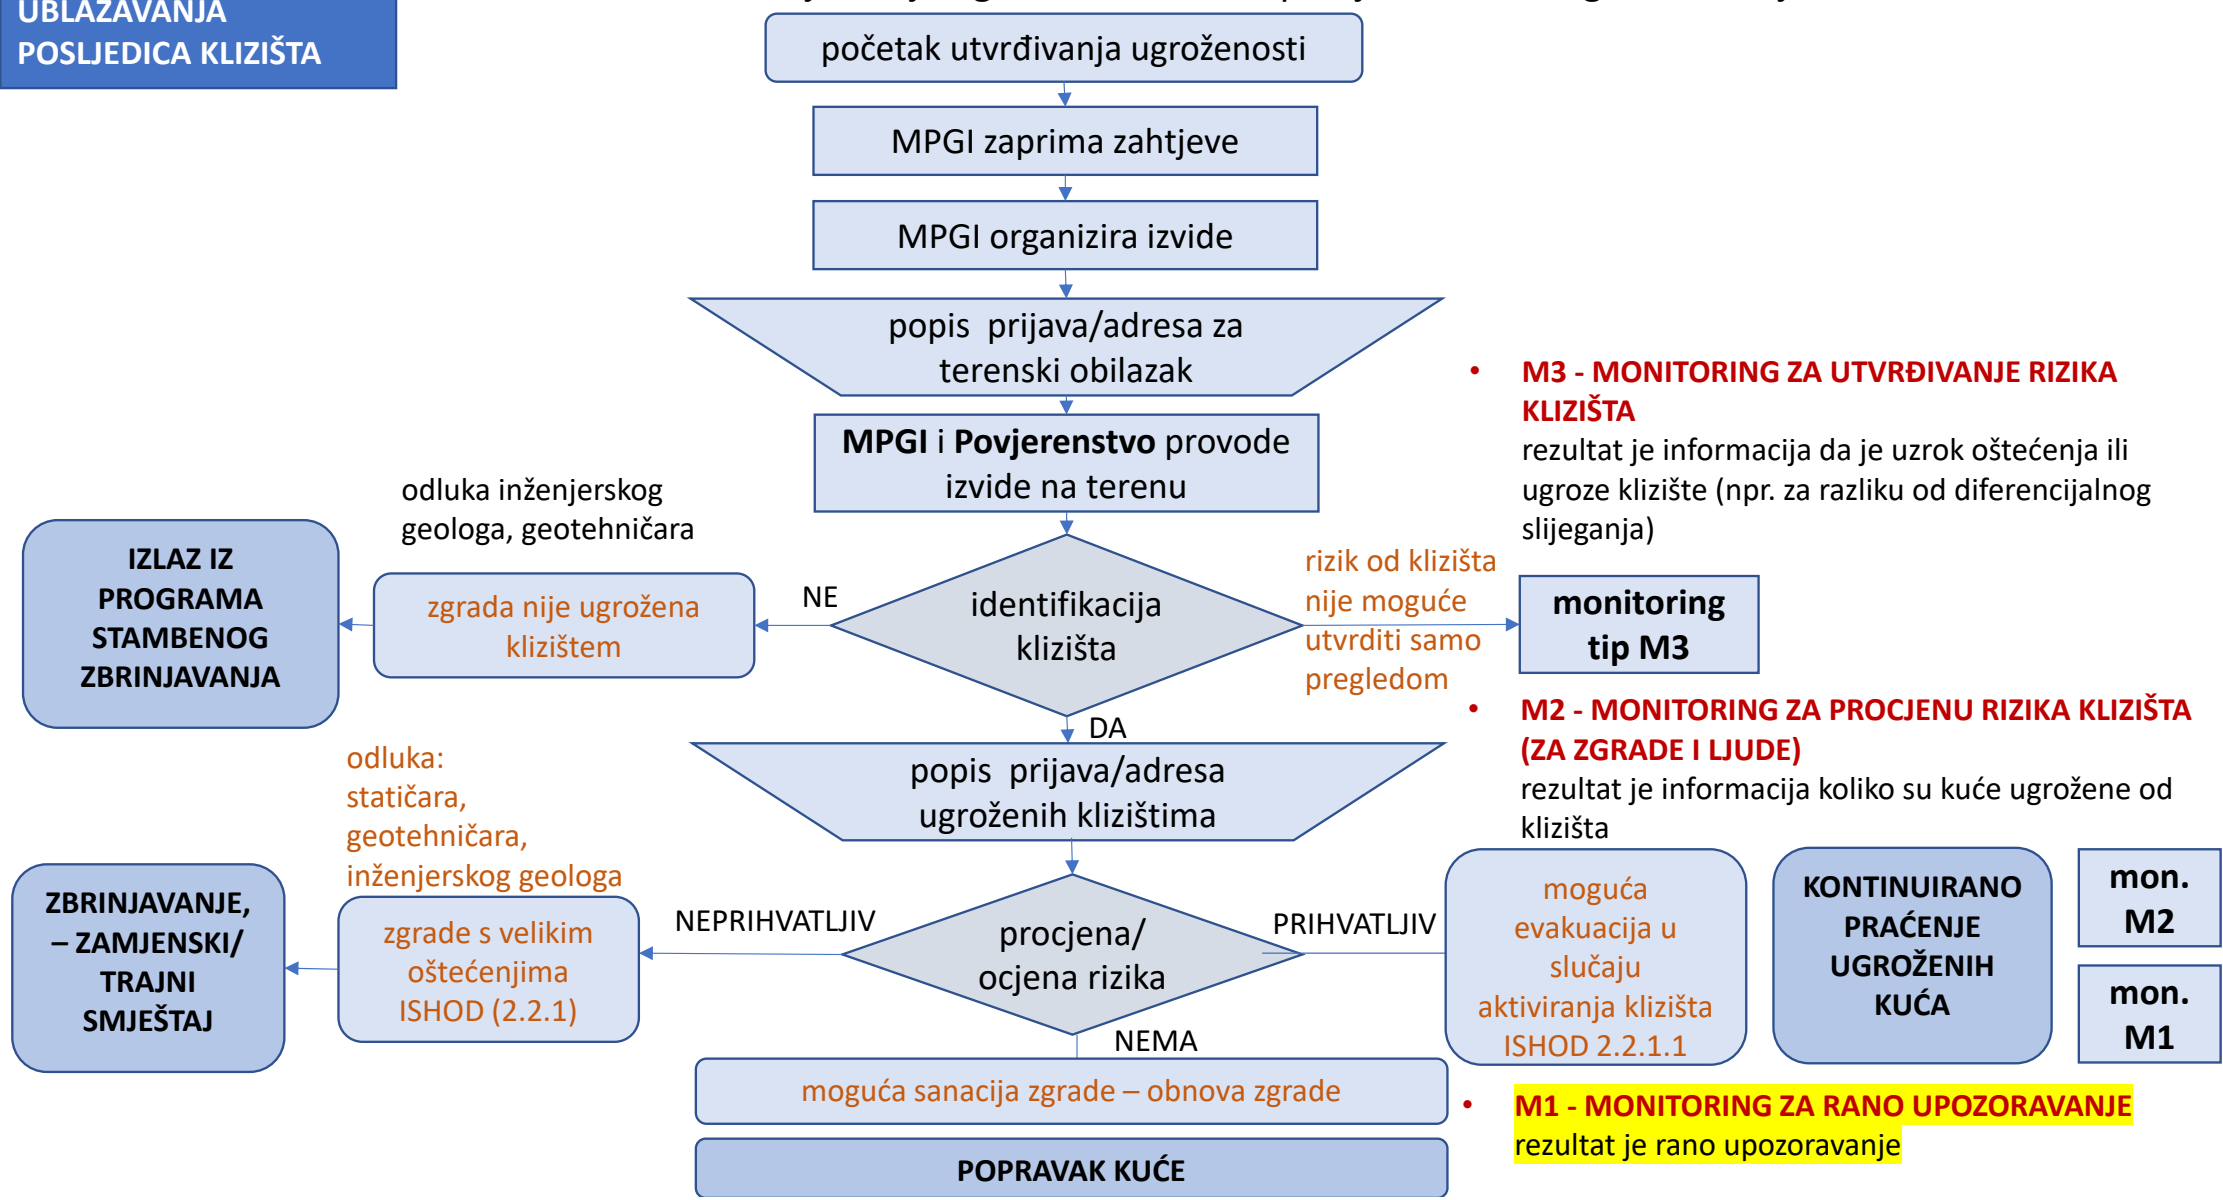 UBLAŽAVANJA
POSLJEDICA KLIZIŠTA
početak utvrđivanja ugroženosti
MPGI zaprima zahtjeve
MPGI organizira izvide
popis prijava/adresa za
terenski obilazak
MPGI i Povjerenstvo provode
izvide na terenu
• M3 - MONITORING ZA UTVRĐIVANJE RIZIKA
KLIZIŠTA
rezultat je informacija da je uzrok oštećenja ili
ugroze klizište (npr. za razliku od diferencijalnog
slijeganja)
odluka inženjerskog
geologa, geotehničara
IZLAZ IZ
PROGRAMA
STAMBENOG
ZBRINJAVANJA
zgrada nije ugrožena
klizištem
NE
identifikacija
klizišta
rizik od klizišta
nije moguće
utvrditi samo
pregledom
monitoring
tip M3
DA
• M2 - MONITORING ZA PROCJENU RIZIKA KLIZIŠTA
(ZA ZGRADE I LJUDE)
rezultat je informacija koliko su kuće ugrožene od
klizišta
popis prijava/adresa
ugroženih klizištima
odluka:
statičara,
geotehničara,
inženjerskog geologa
ZBRINJAVANJE,
– ZAMJENSKI/
TRAJNI
SMJEŠTAJ
zgrade s velikim
oštećenjima
ISHOD (2.2.1)
NEPRIHVATLJIV
procjena/
ocjena rizika
PRIHVATLJIV
moguća
evakuacija u
slučaju
aktiviranja klizišta
ISHOD 2.2.1.1
KONTINUIRANO
PRAĆENJE
UGROŽENIH
KUĆA
mon.
M2
mon.
M1
NEMA
moguća sanacija zgrade – obnova zgrade
POPRAVAK KUĆE
• M1 - MONITORING ZA RANO UPOZORAVANJE
rezultat je rano upozoravanje